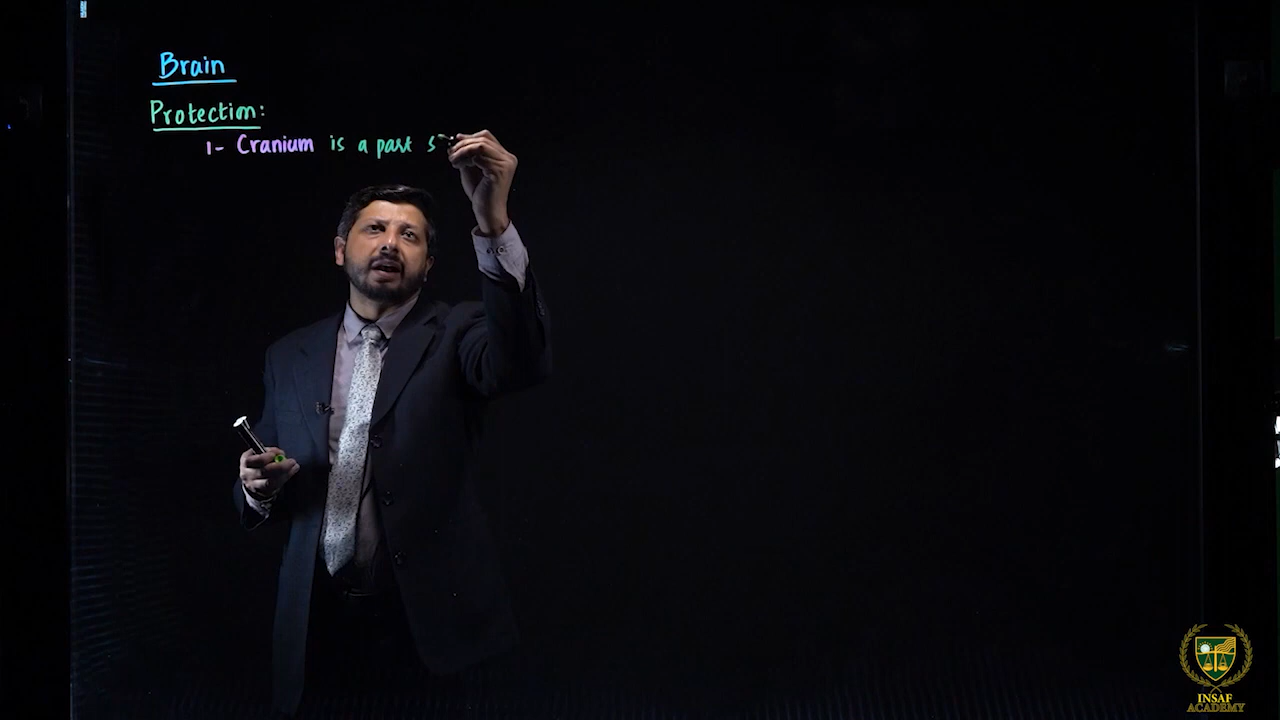 Brain
Protection:
1- Cranium is a part s
INSAF
ACADEMY